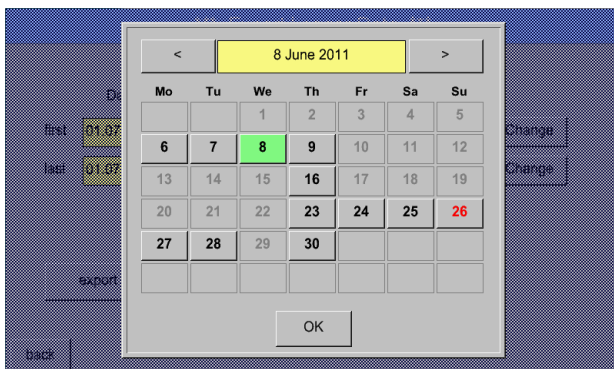 < 8 June 2011 >
Mo Tu We Th Fr Sa Su
1 2 3 4 5
6 7 8 9 10 11 12
first 01.07 Change
13 14 15 16 17 18 19
last 01.07 Change
20 21 22 23 24 25 26
27 28 29 30
export
OK
back